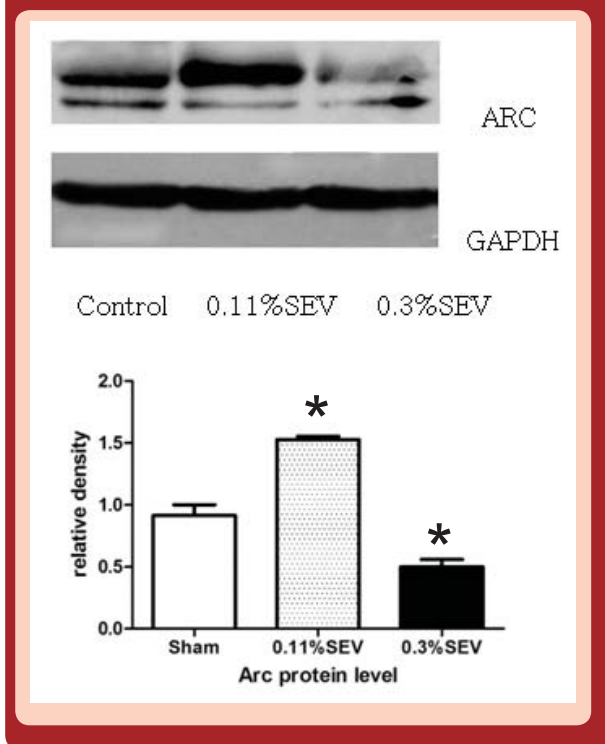 ARC
GAPDH
Control 0.11%SEV 0.3%SEV
2.0
1.5
1.0
0.5
0.0
relative density
*
*
Sham 0.11%SEV 0.3%SEV
Arc protein level